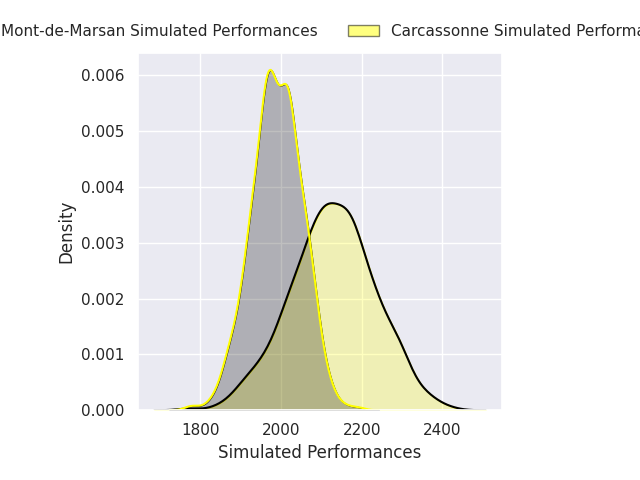 Mont-de-Marsan Simulated Performances
Carcassonne Simulated Performa
0.006
0.005
0.004
0.003
0.002
0.001
0.000
Density
1800 2000 2200 2400
Simulated Performances